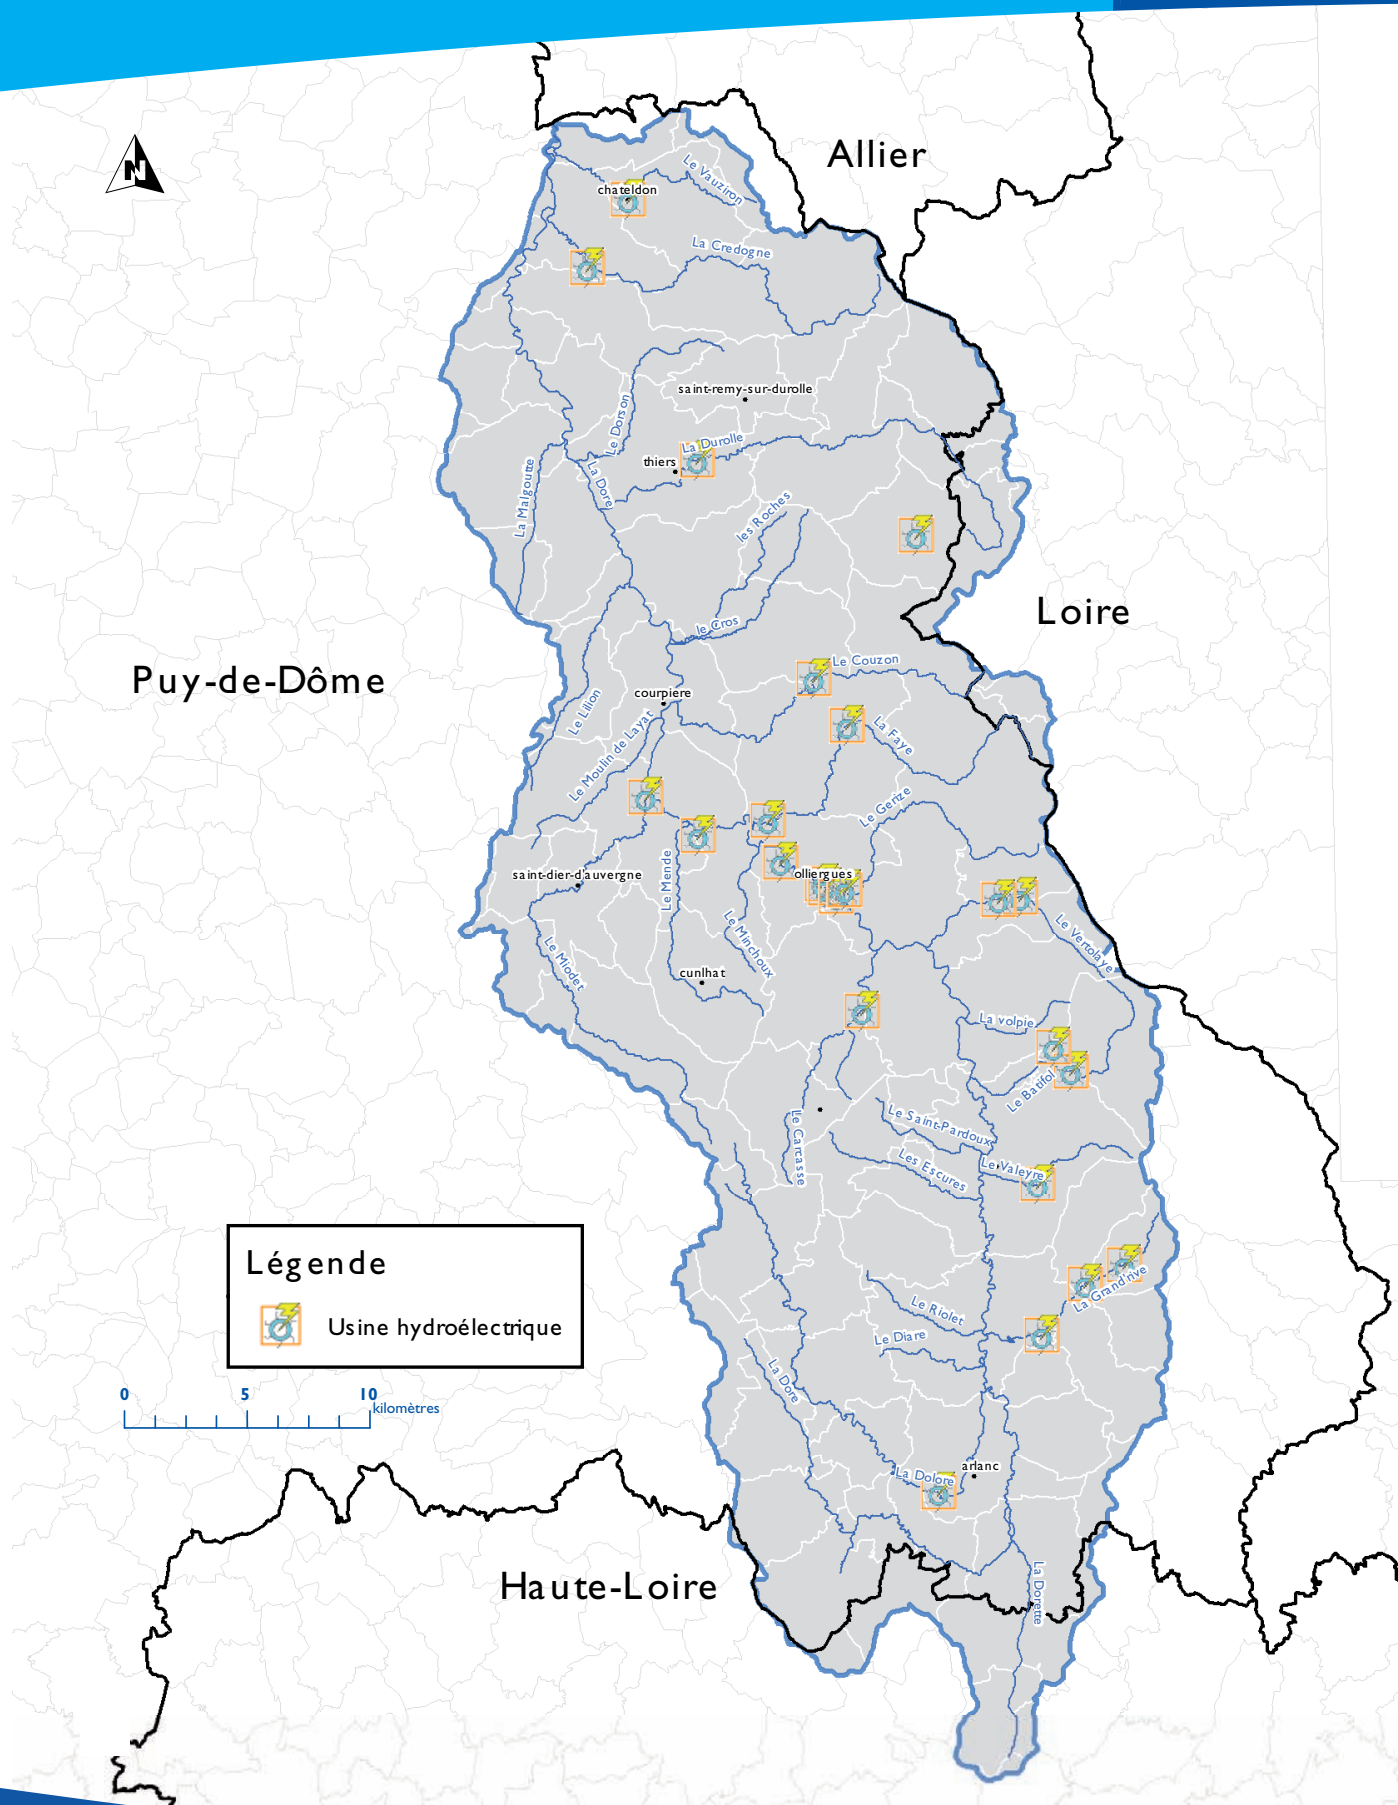 Allier
N
Le Vauziron
chateldon
La Credogne
saint-remy-sur-durolle
Le Dorson
La Durolle
thiers
La Dore
La Malgoutte
les Roches
Loire
le Cros
Le Couzon
Puy-de-Dôme
courpiere
Le Lilion
La Faye
Le Moulin de Layat
Le Gerize
saint-dier-d'auvergne
olliergues
Le Mende
Le Minchoux
Le Vertolaye
Le Miodet
cunlhat
La volpie
Le Batifol
Le Saint-Pardoux
Le Carcasse
Les Escures
Le Valeyre
Légende
Usine hydroélectrique
La Grand'rive
Le Riolet
Le Diare
La Dore
0 5 10
kilomètres
arlanc
La Dolore
Haute-Loire
La Dorette